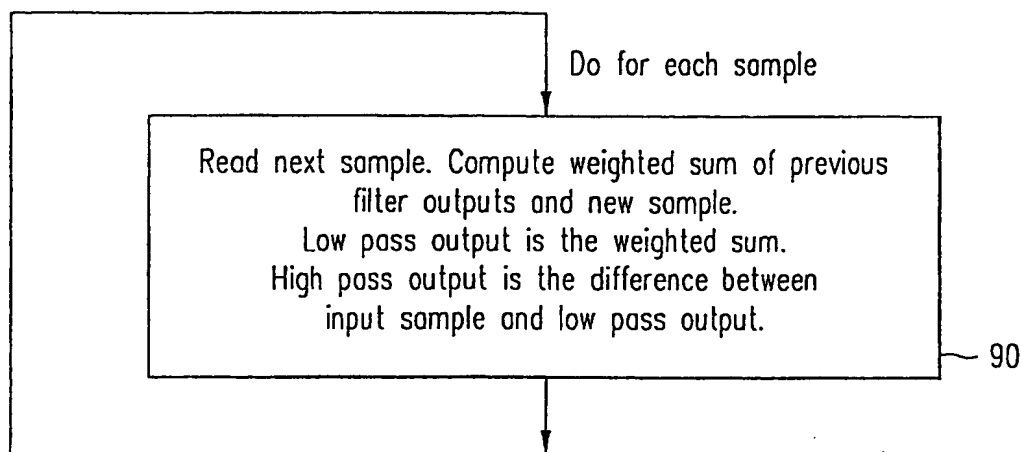 Do for each sample
Read next sample. Compute weighted sum of previous
filter outputs and new sample.
Low pass output is the weighted sum.
High pass output is the difference between
input sample and low pass output.
90